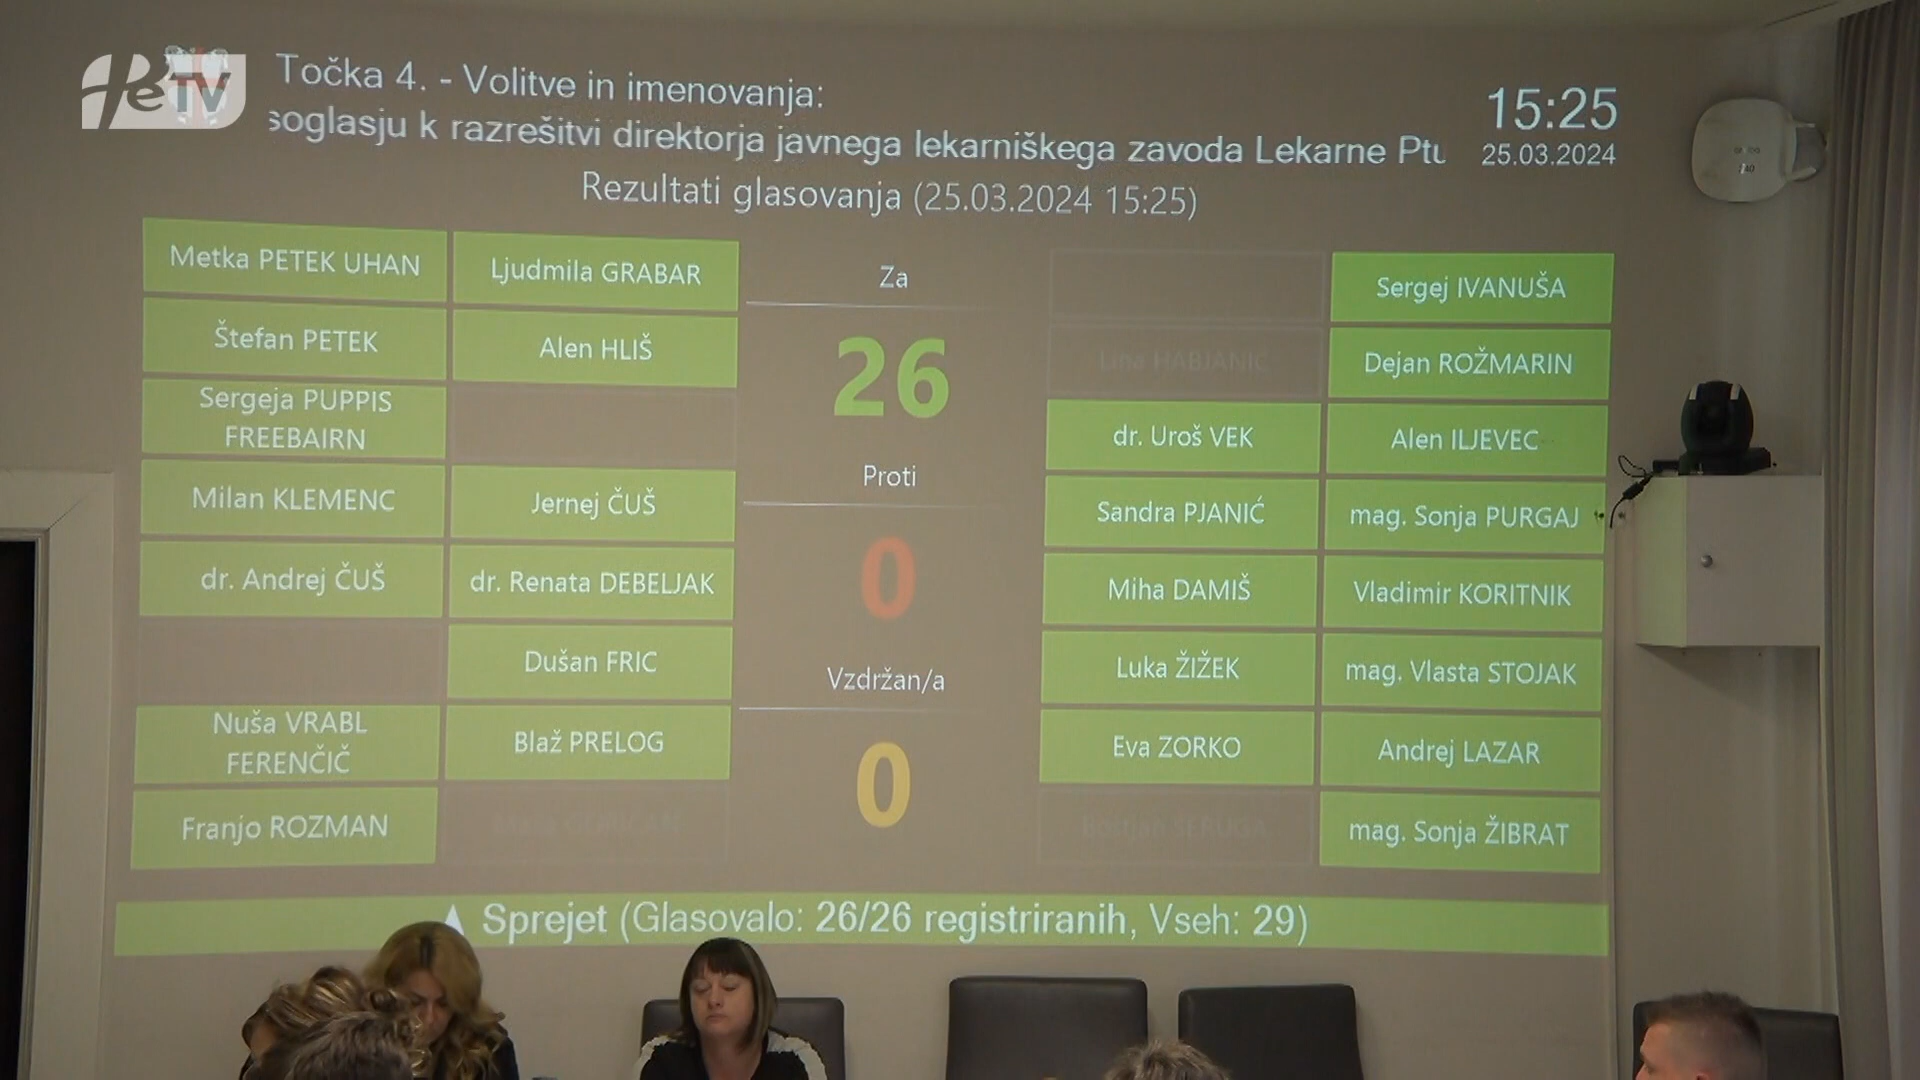 HeTV
Točka 4. - Volitve in imenovanja:
soglasju k razrešitvi direktorja javnega lekarniškega zavoda Lekarne Ptu
15:25
25.03.2024
Rezultati glasovanja (25.03.2024 15:25)
Metka PETEK UHAN
Štefan PETEK
Sergeja PUPPIS
FREEBAIRN
Milan KLEMENC
dr. Andrej ČUŠ
Nuša VRABL
FERENČIČ
Franjo ROZMAN
Ljudmila GRABAR
Alen HLIŠ
Jernej ČUŠ
dr. Renata DEBELJAK
Dušan FRIC
Blaž PRELOG
Za
26
Proti
0
Vzdržan/a
0
HABJANIČ
dr. Uroš VEK
Sandra PJANIĆ
Miha DAMIŠ
Luka ŽIŽEK
Eva ZORKO
Sergej IVANUŠA
Dejan ROŽMARIN
Alen ILJEVEC
mag. Sonja PURGAJ
Vladimir KORITNIK
mag. Vlasta STOJAK
Andrej LAZAR
mag. Sonja ŽIBRAT
Sprejet (Glasovalo: 26/26 registriranih, Vseh: 29)